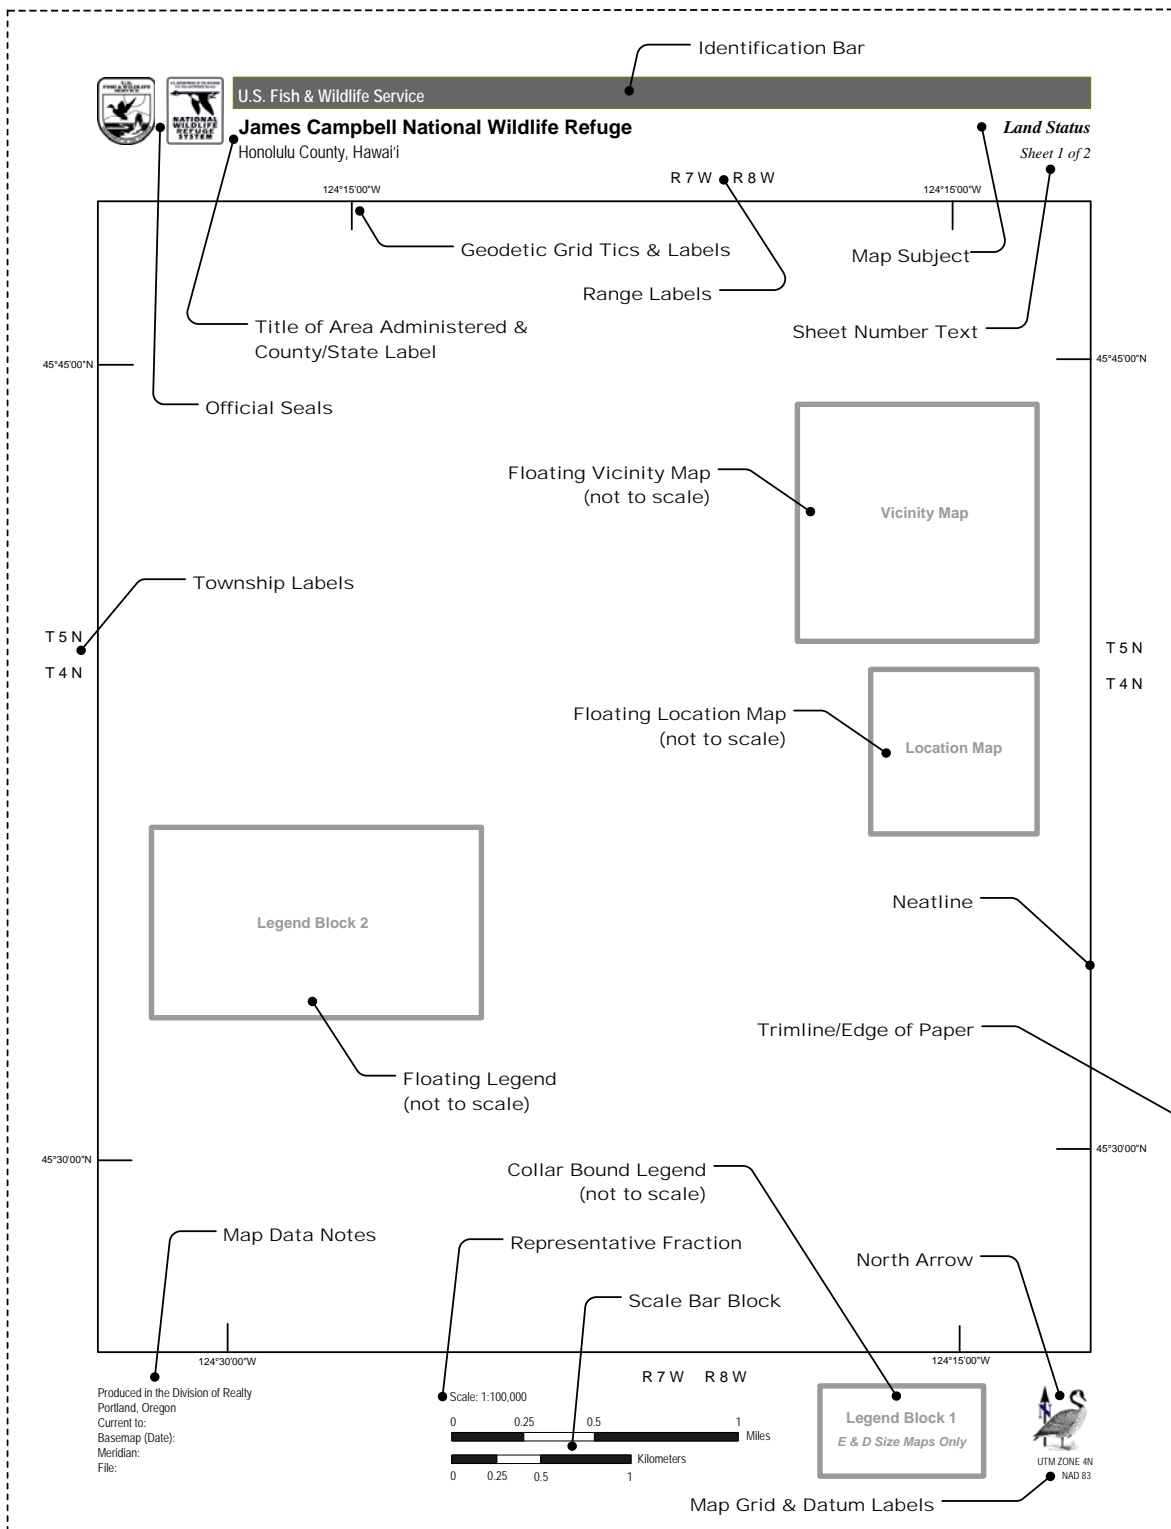 Identification Bar
U.S.
FISH & WILDLIFE
SERVICE
NATIONAL
WILDLIFE
REFUGE
SYSTEM
U.S. Fish & Wildlife Service
James Campbell National Wildlife Refuge
Land Status
Honolulu County, Hawai'i
Sheet 1 of 2
R 7 W R 8 W
124°15'00"W
124°15'00"W
Geodetic Grid Tics & Labels
Map Subject
Range Labels
Title of Area Administered &
County/State Label
Sheet Number Text
45°45'00"N
45°45'00"N
Official Seals
Floating Vicinity Map
(not to scale)
Vicinity Map
Township Labels
T 5 N
T 4 N
T 5 N
T 4 N
Floating Location Map
(not to scale)
Location Map
Neatline
Legend Block 2
Trimline/Edge of Paper
Floating Legend
(not to scale)
45°30'00"N
45°30'00"N
Collar Bound Legend
(not to scale)
Map Data Notes
Representative Fraction
North Arrow
Scale Bar Block
124°30'00"W
124°15'00"W
R 7 W R 8 W
Produced in the Division of Realty
Portland, Oregon
Current to:
Basemap (Date):
Meridian:
File:
Scale: 1:100,000
0 0.25 0.5 1
Miles
Kilometers
0 0.25 0.5 1
Legend Block 1
E & D Size Maps Only
N
UTM ZONE 4N
NAD 83
Map Grid & Datum Labels